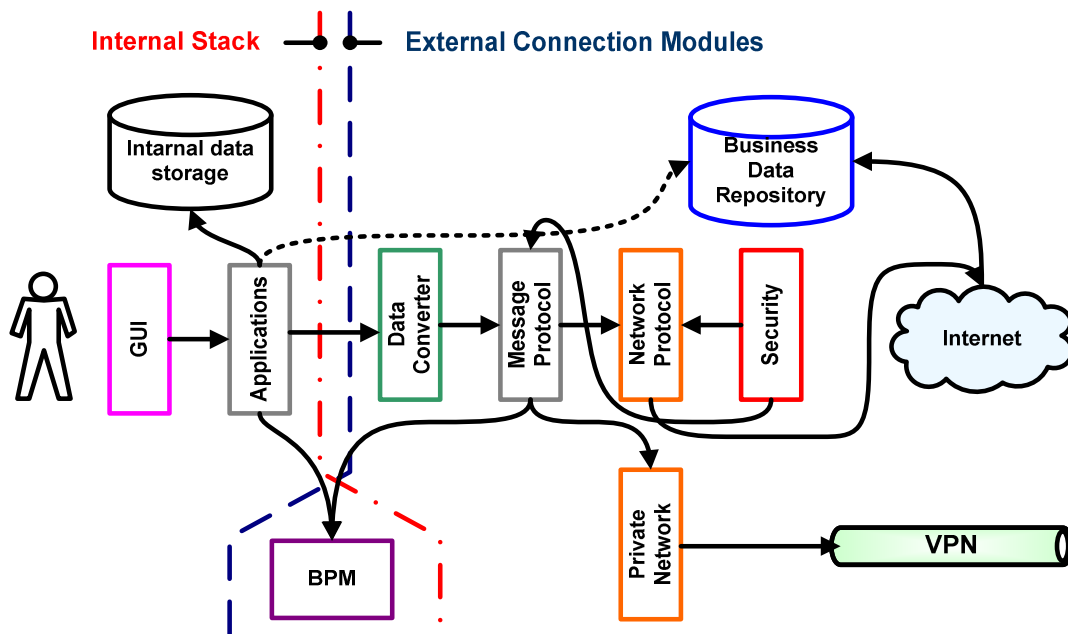 Internal Stack
External Connection Modules
Intarnal data
storage
Business
Data
Repository
GUI
Applications
Data
Converter
Message
Protocol
Network
Protocol
Security
Internet
BPM
Private
Network
VPN